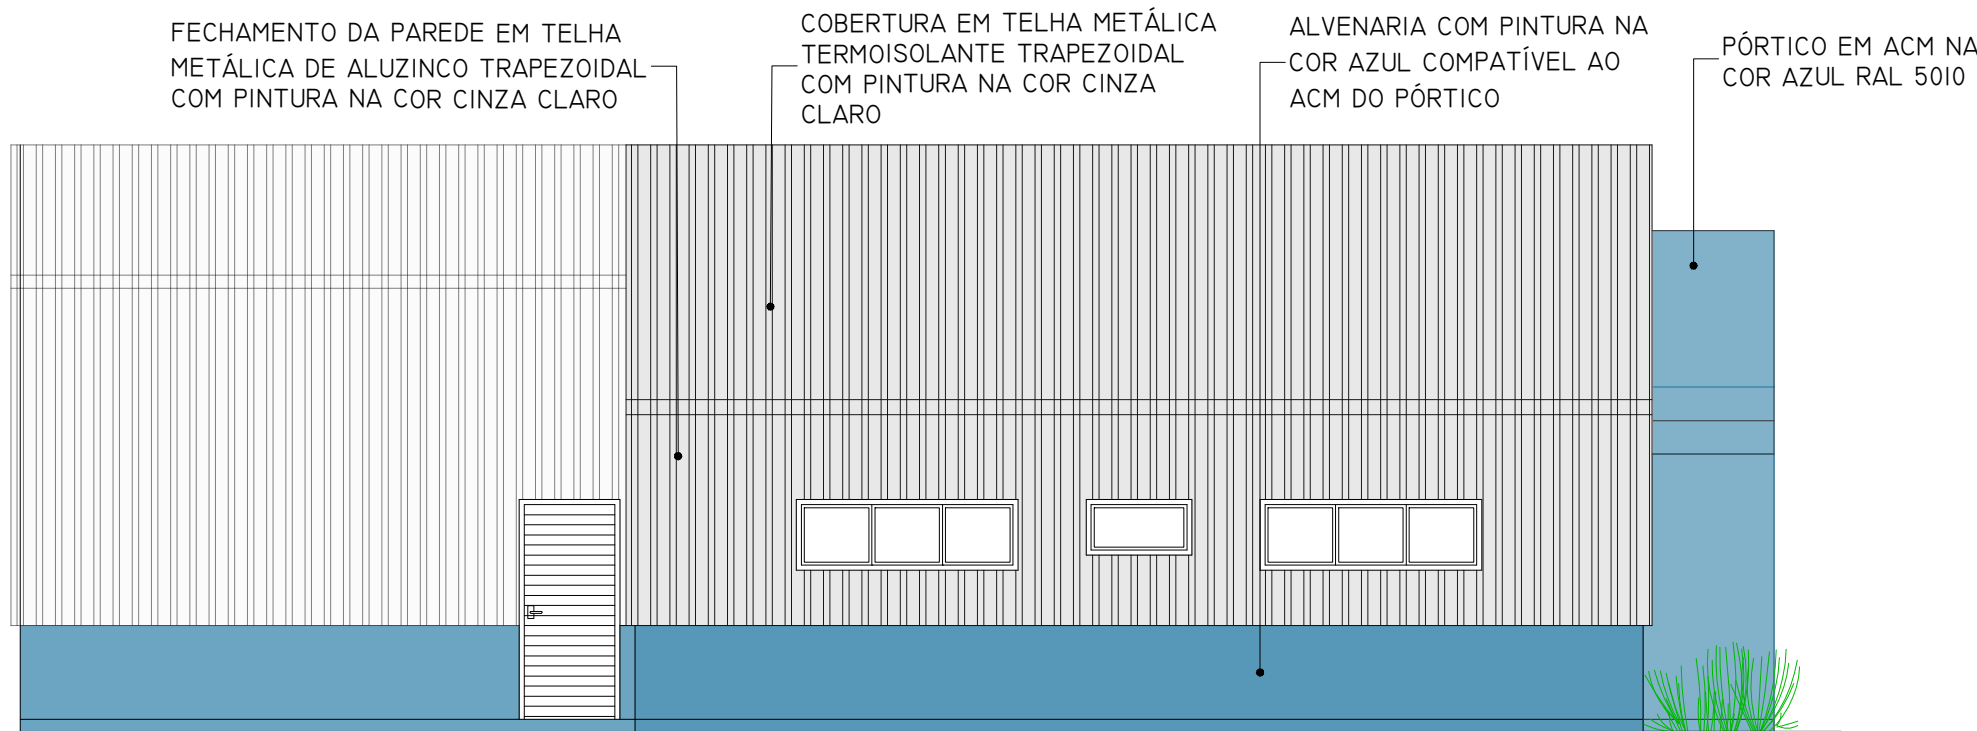 FECHAMENTO DA PAREDE EM TELHA
METÁLICA DE ALUZINCO TRAPEZOIDAL
COM PINTURA NA COR CINZA CLARO
COBERTURA EM TELHA METÁLICA
TERMOISOLANTE TRAPEZOIDAL
COM PINTURA NA COR CINZA
CLARO
ALVENARIA COM PINTURA NA
COR AZUL COMPATÍVEL AO
ACM DO PÓRTICO
PÓRTICO EM ACM NA
COR AZUL RAL 5010